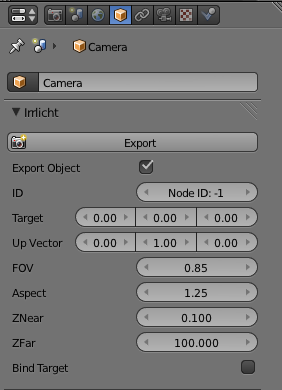 Camera
Camera
Irrlicht
Export
Export Object
ID Node ID: -1
Target 0.00 0.00 0.00
Up Vector 0.00 1.00 0.00
FOV 0.85
Aspect 1.25
ZNear 0.100
ZFar 100.000
Bind Target